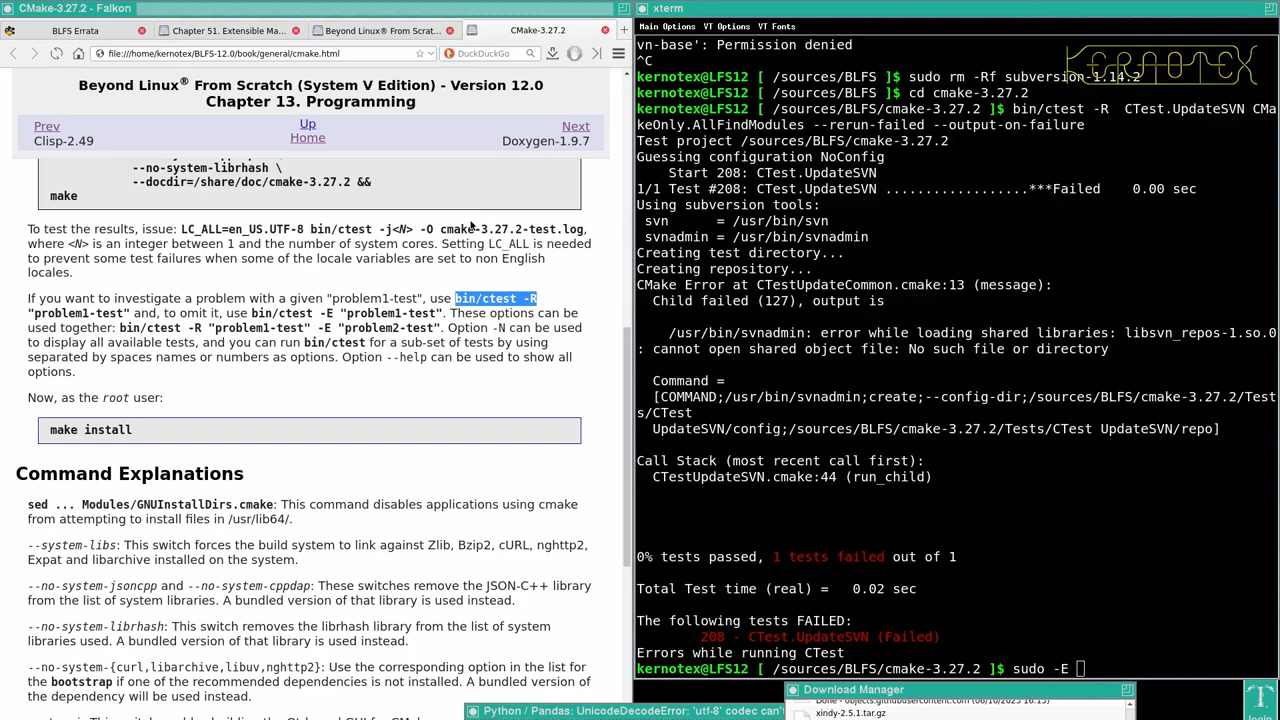 CMake-3.27.2 - Falkon
BLFS Errata
Chapter 51. Extensible Ma...
Beyond Linux® From Scrat...
CMake-3.27.2
file:///home/kernotex/BLFS-12.0/book/general/cmake.html
DuckDuckGo
Beyond Linux® From Scratch (System V Edition) - Version 12.0
Chapter 13. Programming
Prev
Up
Next
Clisp-2.49
Home
Doxygen-1.9.7
--no-system-librhash \
--docdir=/share/doc/cmake-3.27.2 &&
make
To test the results, issue: LC_ALL=en_US.UTF-8 bin/ctest -j<N> -O cmake-3.27.2-test.log,
where <N> is an integer between 1 and the number of system cores. Setting LC_ALL is needed
to prevent some test failures when some of the locale variables are set to non English
locales.
If you want to investigate a problem with a given "problem1-test", use bin/ctest -R
"problem1-test" and, to omit it, use bin/ctest -E "problem1-test". These options can be
used together: bin/ctest -R "problem1-test" -E "problem2-test". Option -N can be used
to display all available tests, and you can run bin/ctest for a sub-set of tests by using
separated by spaces names or numbers as options. Option --help can be used to show all
options.
Now, as the root user:
make install
Command Explanations
sed ... Modules/GNUInstallDirs.cmake: This command disables applications using cmake
from attempting to install files in /usr/lib64/.
--system-libs: This switch forces the build system to link against Zlib, Bzip2, cURL, nghttp2,
Expat and libarchive installed on the system.
--no-system-jsoncpp and --no-system-cppdap: These switches remove the JSON-C++ library
from the list of system libraries. A bundled version of that library is used instead.
--no-system-librhash: This switch removes the librhash library from the list of system
libraries used. A bundled version of that library is used instead.
--no-system-{curl,libarchive,libuv,nghttp2}: Use the corresponding option in the list for
the bootstrap if one of the recommended dependencies is not installed. A bundled version of
the dependency will be used instead.
xterm
Main Options VT Options VT Fonts
KERNOTEX
vn-base': Permission denied
^C
kernotex@LFS12 [ /sources/BLFS ]$ sudo rm -Rf subversion-1.14.2
kernotex@LFS12 [ /sources/BLFS ]$ cd cmake-3.27.2
kernotex@LFS12 [ /sources/BLFS/cmake-3.27.2 ]$ bin/ctest -R  CTest.UpdateSVN CMa
keOnly.AllFindModules --rerun-failed --output-on-failure
Test project /sources/BLFS/cmake-3.27.2
Guessing configuration NoConfig
Start 208: CTest.UpdateSVN
1/1 Test #208: CTest.UpdateSVN ..................***Failed    0.00 sec
Using subversion tools:
svn      = /usr/bin/svn
svnadmin = /usr/bin/svnadmin
Creating test directory...
Creating repository...
CMake Error at CTestUpdateCommon.cmake:13 (message):
Child failed (127), output is
/usr/bin/svnadmin: error while loading shared libraries: libsvn_repos-1.so.0
: cannot open shared object file: No such file or directory
Command =
[COMMAND;/usr/bin/svnadmin;create;--config-dir;/sources/BLFS/cmake-3.27.2/Test
s/CTest
UpdateSVN/config;/sources/BLFS/cmake-3.27.2/Tests/CTest UpdateSVN/repo]
Call Stack (most recent call first):
CTestUpdateSVN.cmake:44 (run_child)
0% tests passed, 1 tests failed out of 1
Total Test time (real) =   0.02 sec
The following tests FAILED:
208 - CTest.UpdateSVN (Failed)
Errors while running CTest
kernotex@LFS12 [ /sources/BLFS/cmake-3.27.2 ]$ sudo -E
Download Manager
Done - objects.githubusercontent.com (06/10/2023 16:13)
xindy-2.5.1.tar.gz
Python / Pandas: UnicodeDecodeError: 'utf-8' codec can't
login